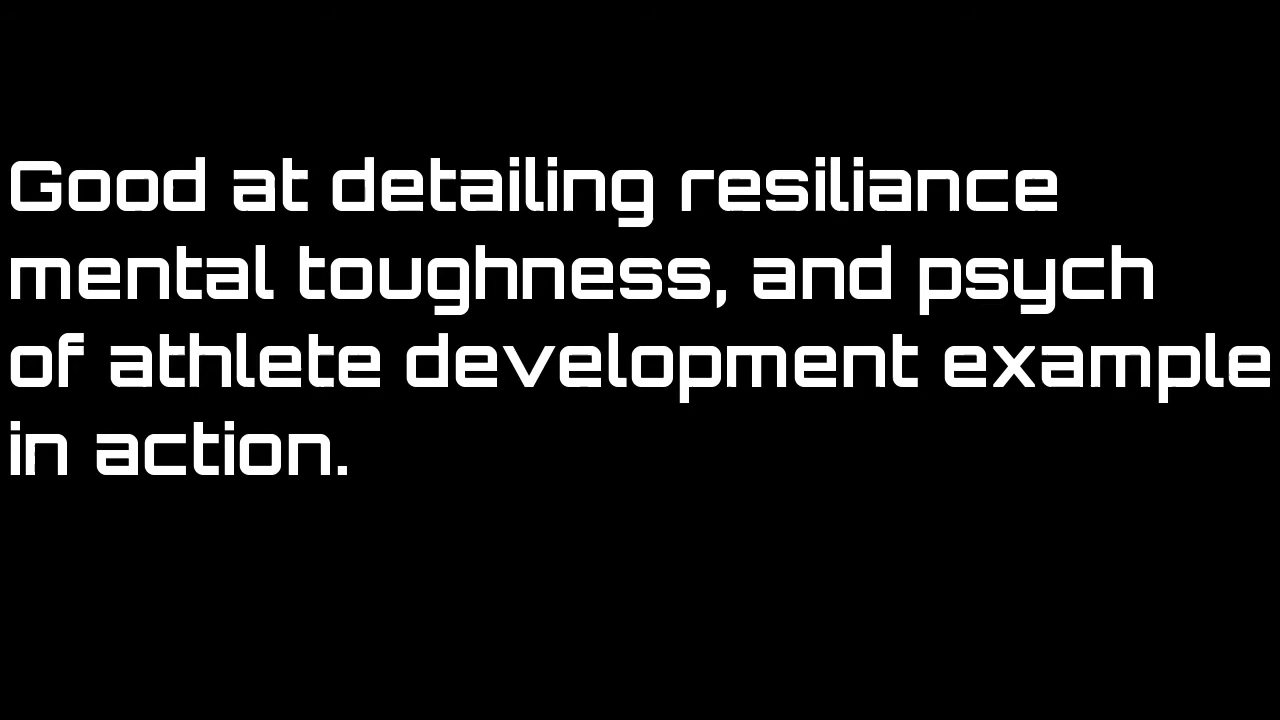 Good at detailing resiliance
mental toughness, and psych
of athlete development example
in action.